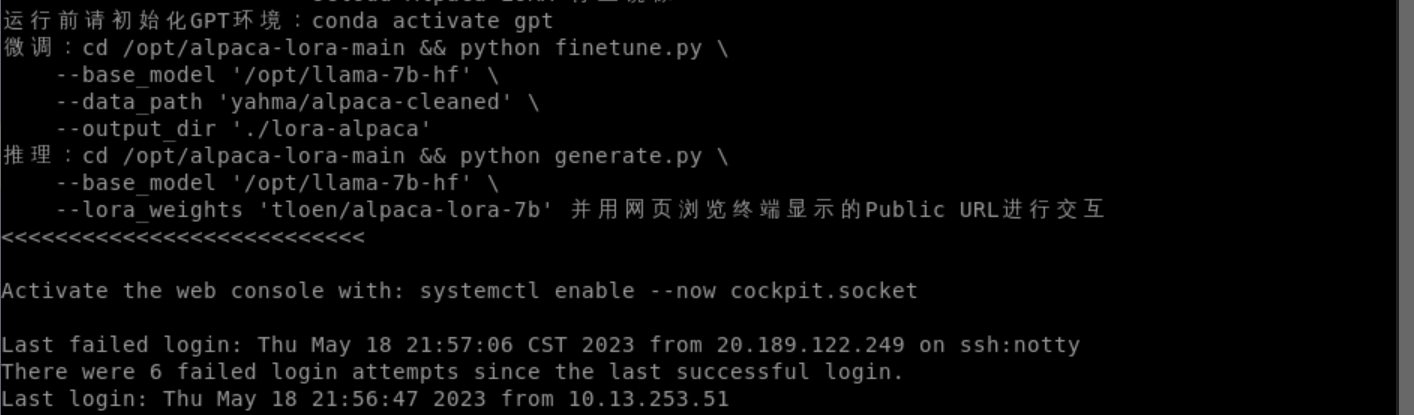 运行前请初始化GPT环境：conda activate gpt
微调：cd /opt/alpaca-lora-main && python finetune.py \
    --base_model '/opt/llama-7b-hf' \
    --data_path 'yahma/alpaca-cleaned' \
    --output_dir './lora-alpaca'
推理：cd /opt/alpaca-lora-main && python generate.py \
    --base_model '/opt/llama-7b-hf' \
    --lora_weights 'tloen/alpaca-lora-7b' 并用网页浏览终端显示的Public URL进行交互
<<<<<<<<<<<<<<<<<<<<<<<<<<<
Activate the web console with: systemctl enable --now cockpit.socket
Last failed login: Thu May 18 21:57:06 CST 2023 from 20.189.122.249 on ssh:notty
There were 6 failed login attempts since the last successful login.
Last login: Thu May 18 21:56:47 2023 from 10.13.253.51